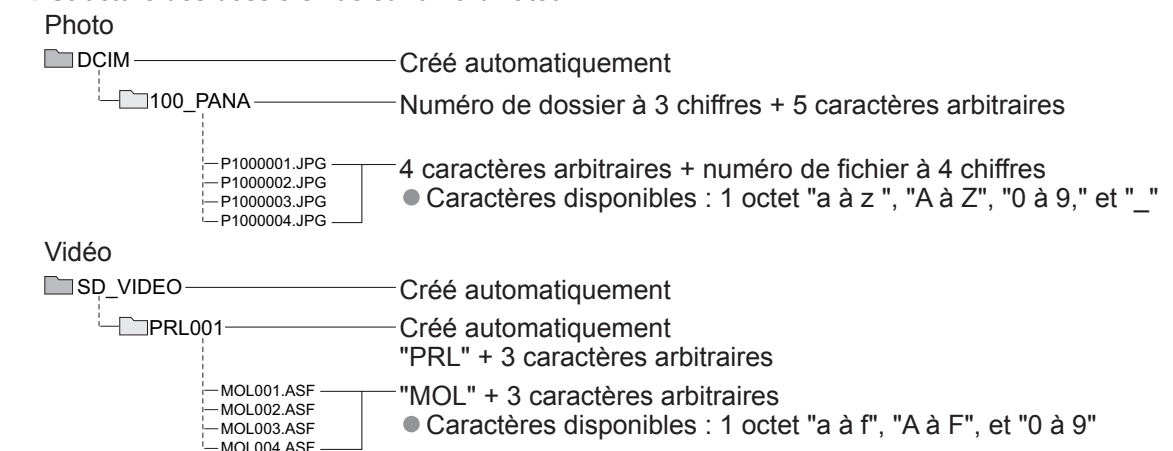 Photo
DCIM Créé automatiquement
100_PANA Numéro de dossier à 3 chiffres + 5 caractères arbitraires
P1000001.JPG 4 caractères arbitraires + numéro de fichier à 4 chiffres
P1000002.JPG ● Caractères disponibles : 1 octet "a à z ", "A à Z", "0 à 9," et "_"
P1000003.JPG
P1000004.JPG
Vidéo
SD_VIDEO Créé automatiquement
PRL001 Créé automatiquement
"PRL" + 3 caractères arbitraires
MOL001.ASF "MOL" + 3 caractères arbitraires
MOL002.ASF ● Caractères disponibles : 1 octet "a à f", "A à F", et "0 à 9"
MOL003.ASF
MOL004.ASF